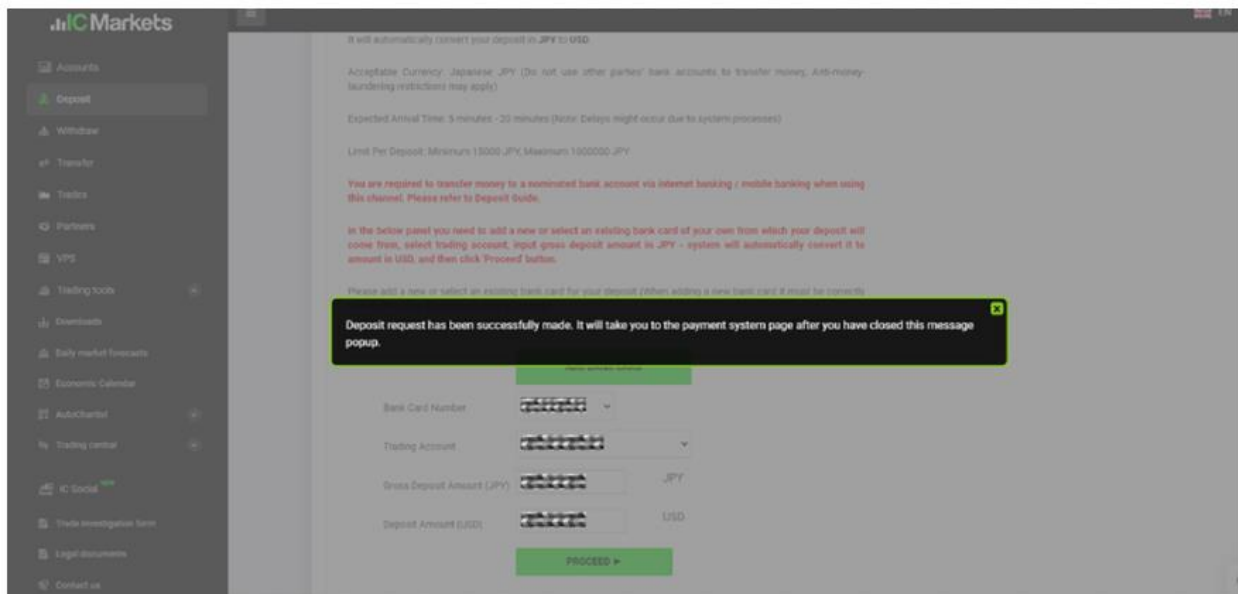 IC Markets
EN
Accounts
Deposit
Withdraw
Transfer
Trades
Partners
VPS
Trading tools
Downloads
Daily market forecasts
Economic Calendar
AutoChartist
Trading central
IC Social
Trade investigation form
Legal documents
Contact us
It will automatically convert your deposit in JPY to USD
Acceptable Currency: Japanese JPY (Do not use other parties' bank accounts to transfer money, Anti-money-
laundering restrictions may apply)
Expected Arrival Time: 5 minutes - 20 minutes (Note: Delays might occur due to system processes)
Limit Per Deposit: Minimum 15000 JPY, Maximum 1000000 JPY
You are required to transfer money to a nominated bank account via internet banking / mobile banking when using
this channel. Please refer to Deposit Guide.
In the below panel you need to add a new or select an existing bank card of your own from which your deposit will
come from, select trading account, input gross deposit amount in JPY - system will automatically convert it to
amount in USD, and then click 'Proceed' button.
Please add a new or select an existing bank card for your deposit (When adding a new bank card it must be correctly
Deposit request has been successfully made. It will take you to the payment system page after you have closed this message
popup.
Bank Card Number
Trading Account
Gross Deposit Amount (JPY)
JPY
Deposit Amount (USD)
USD
PROCEED